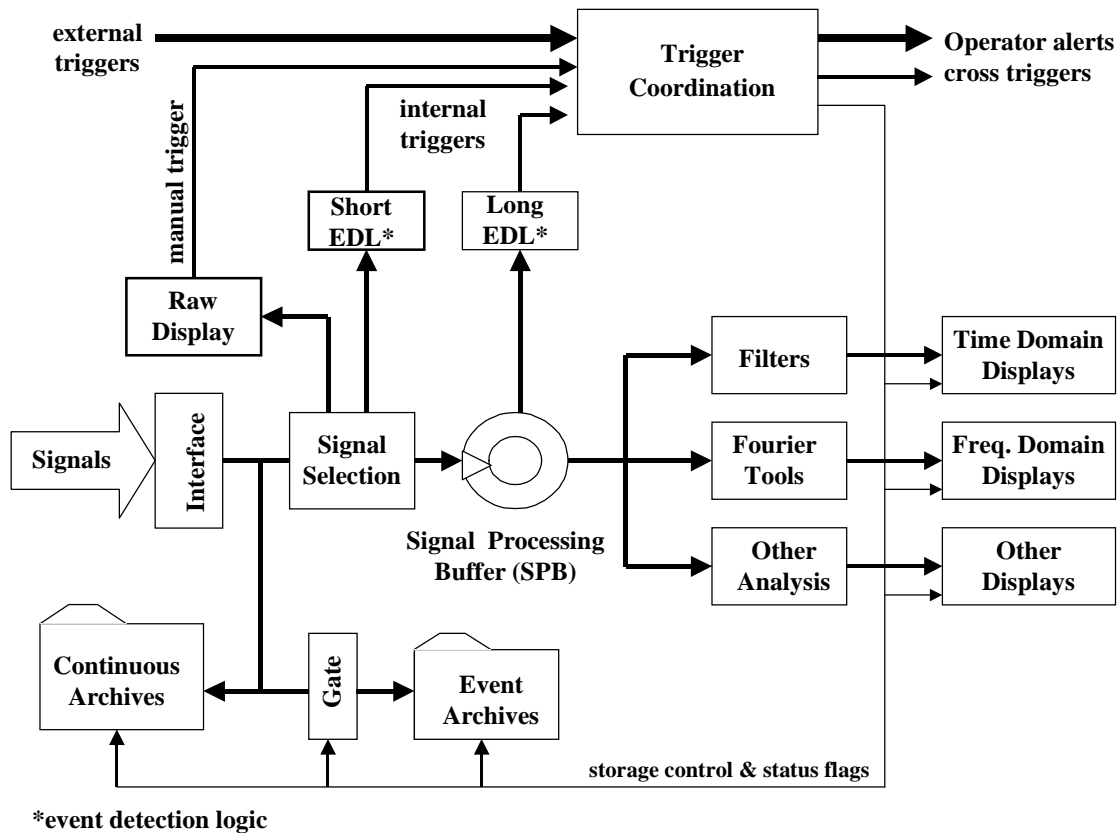 external
triggers
Trigger
Coordination
Operator alerts
cross triggers
manual trigger
internal
triggers
Short
EDL*
Long
EDL*
Raw
Display
Filters
Time Domain
Displays
Signals
Interface
Signal
Selection
Fourier
Tools
Freq. Domain
Displays
Signal Processing
Buffer (SPB)
Other
Analysis
Other
Displays
Continuous
Archives
Gate
Event
Archives
storage control & status flags
*event detection logic